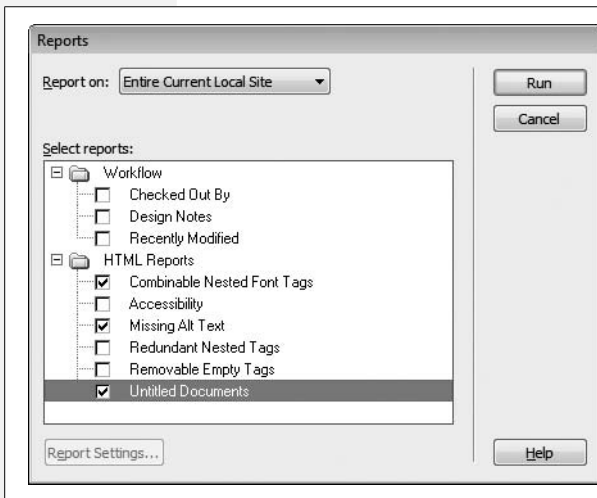 Reports
Report on: Entire Current Local Site
Run
Cancel
Select reports:
Workflow
Checked Out By
Design Notes
Recently Modified
HTML Reports
Combinable Nested Font Tags
Accessibility
Missing Alt Text
Redundant Nested Tags
Removable Empty Tags
Untitled Documents
Report Settings...
Help